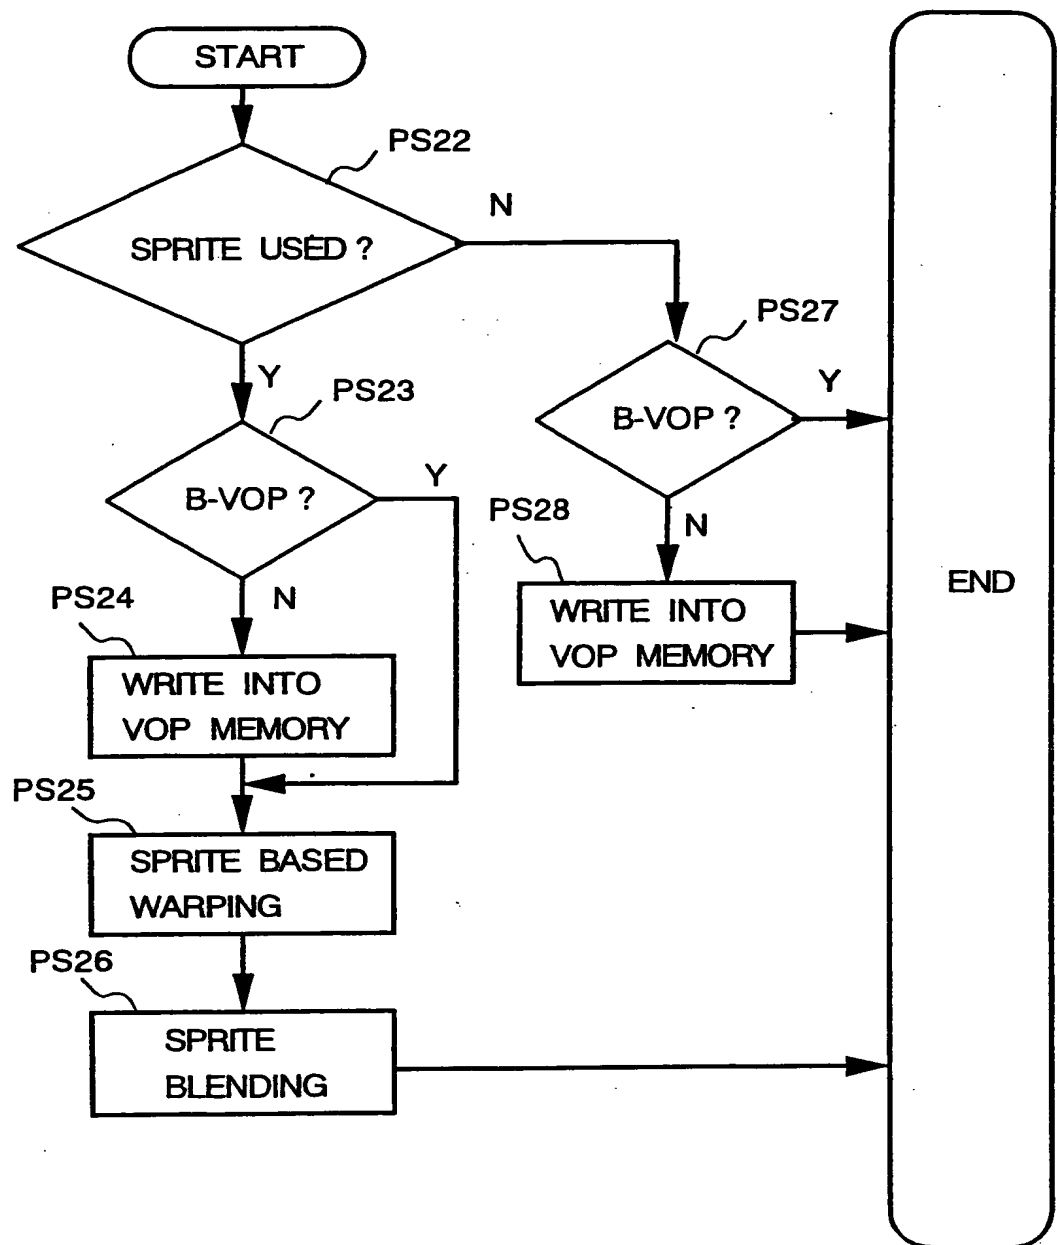 START
PS22
N
SPRITE USED ?
PS27
Y
PS23
Y
B-VOP ?
Y
B-VOP ?
PS28
N
PS24
N
END
WRITE INTO
VOP MEMORY
WRITE INTO
VOP MEMORY
PS25
SPRITE BASED
WARPING
PS26
SPRITE
BLENDING